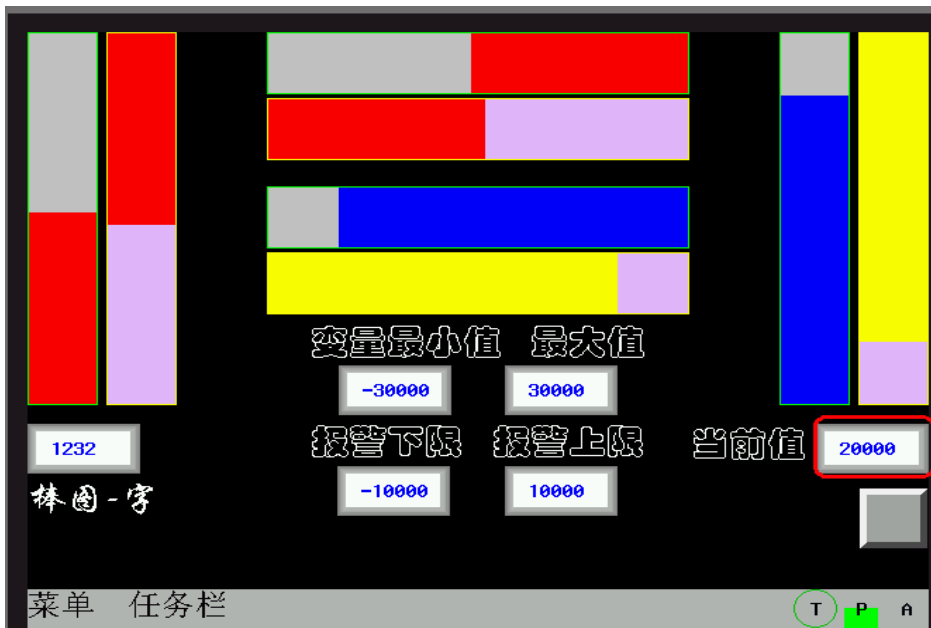 变量最小值 最大值
-30000 30000
报警下限 报警上限 当前值
1232 20000
-10000 10000
棒图-字
菜单 任务栏 T P A